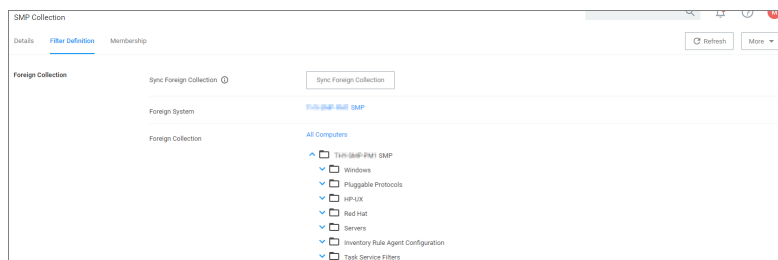 SMP Collection
Details Filter Definition Membership
Refresh More
Foreign Collection
Sync Foreign Collection Sync Foreign Collection
Foreign System SMP
Foreign Collection All Computers
SMP
Windows
Pluggable Protocols
HP-UX
Red Hat
Servers
Inventory Rule Agent Configuration
Task Service Filters